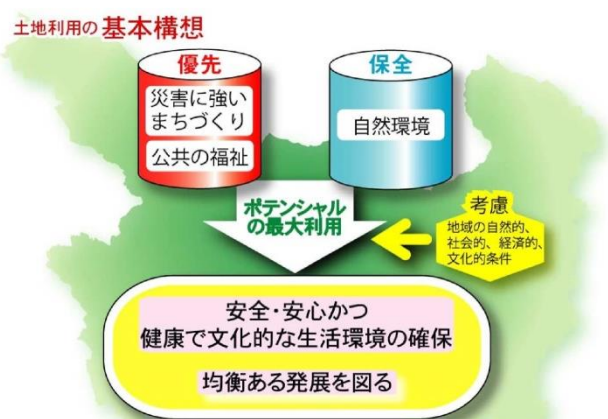 土地利用の基本構想
優先
災害に強い
まちづくり
公共の福祉
保全
自然環境
ポテンシャル
の最大利用
考慮
地域の自然的、
社会的、経済的、
文化的条件
安全・安心かつ
健康で文化的な生活環境の確保
均衡ある発展を図る